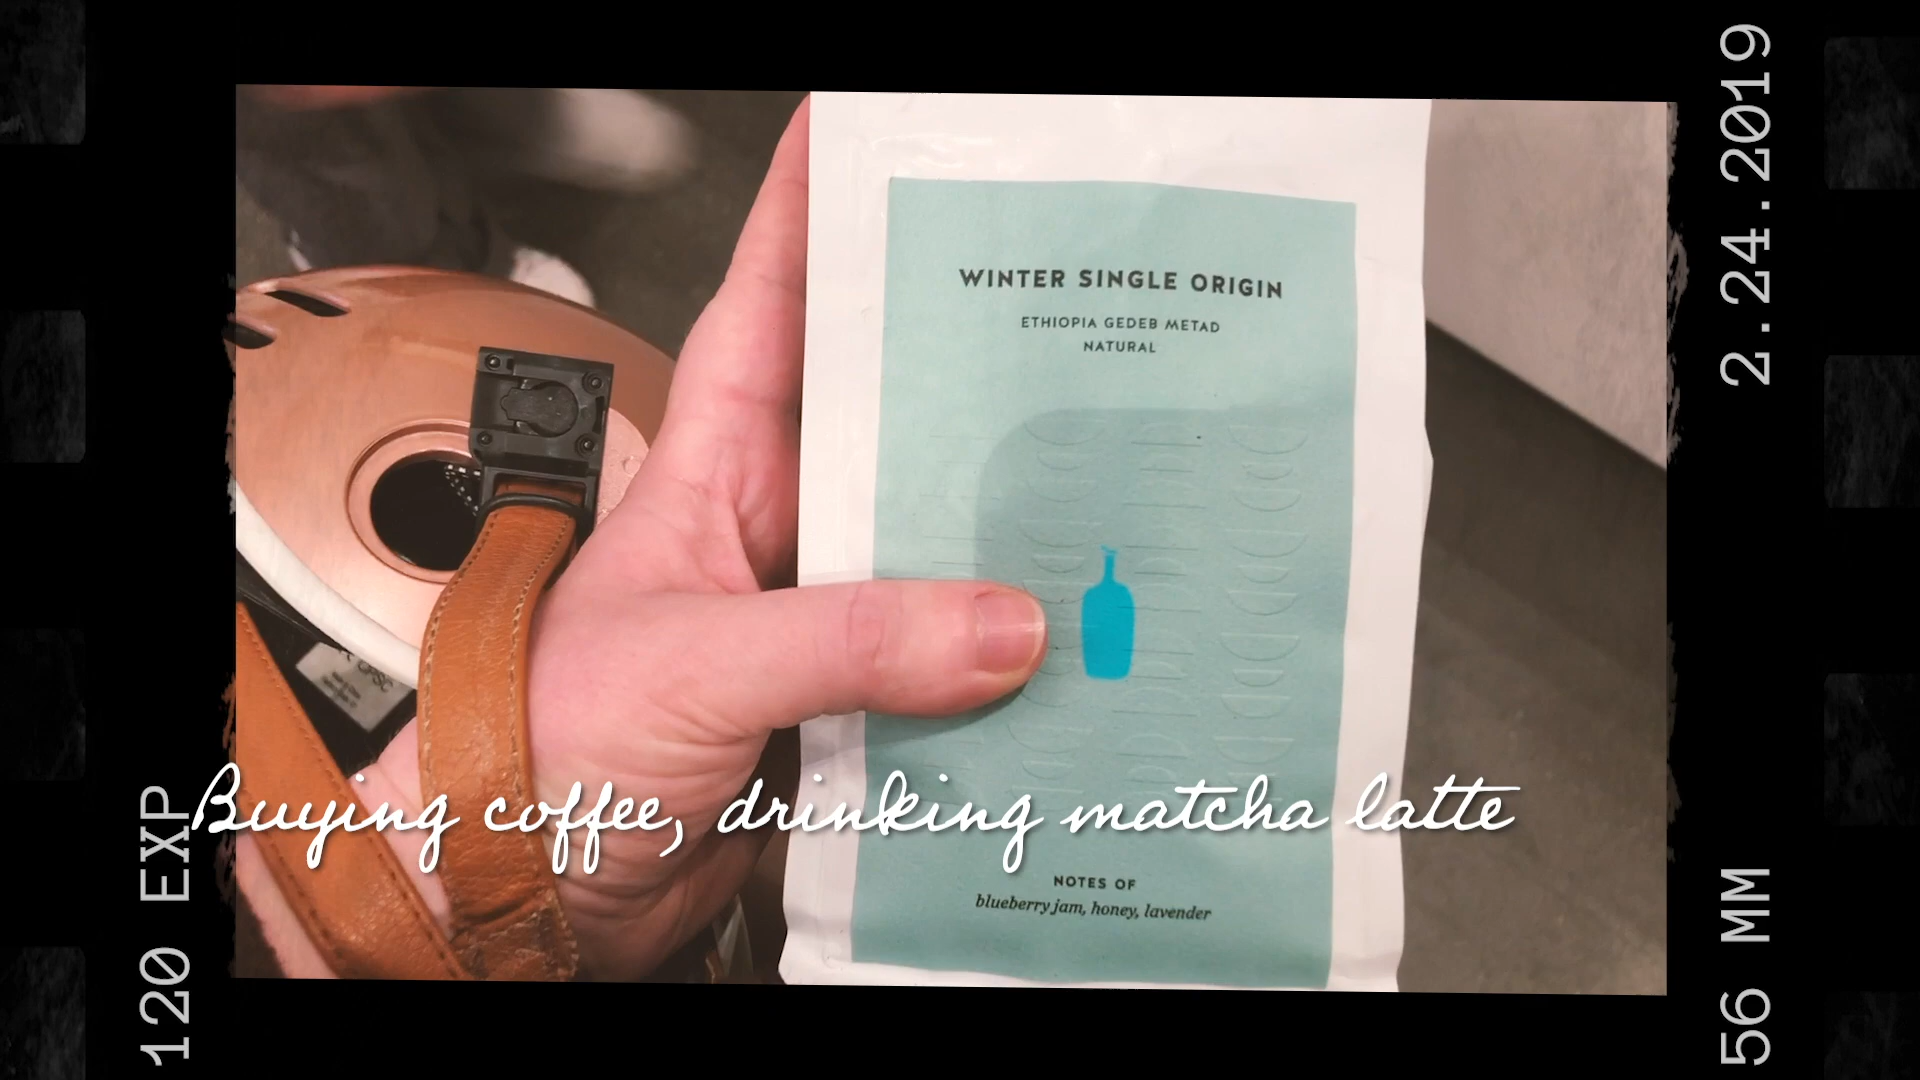 2.24.2019
WINTER SINGLE ORIGIN
ETHIOPIA GEDEB METAD
NATURAL
CPSC
Buying coffee, drinking matcha latte
NOTES OF
blueberry jam, honey, lavender
120 EXP
56 MM